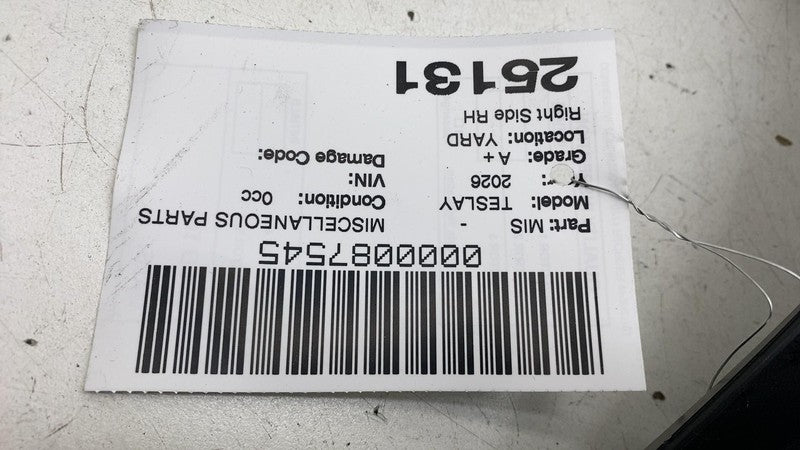 0000087545
Part: MIS - MISCELLANEOUS PARTS
Model: TESLAY Condition: 0cc
2026 VIN:
Grade: A+ Damage Code:
Location: YARD
Right Side RH
25131